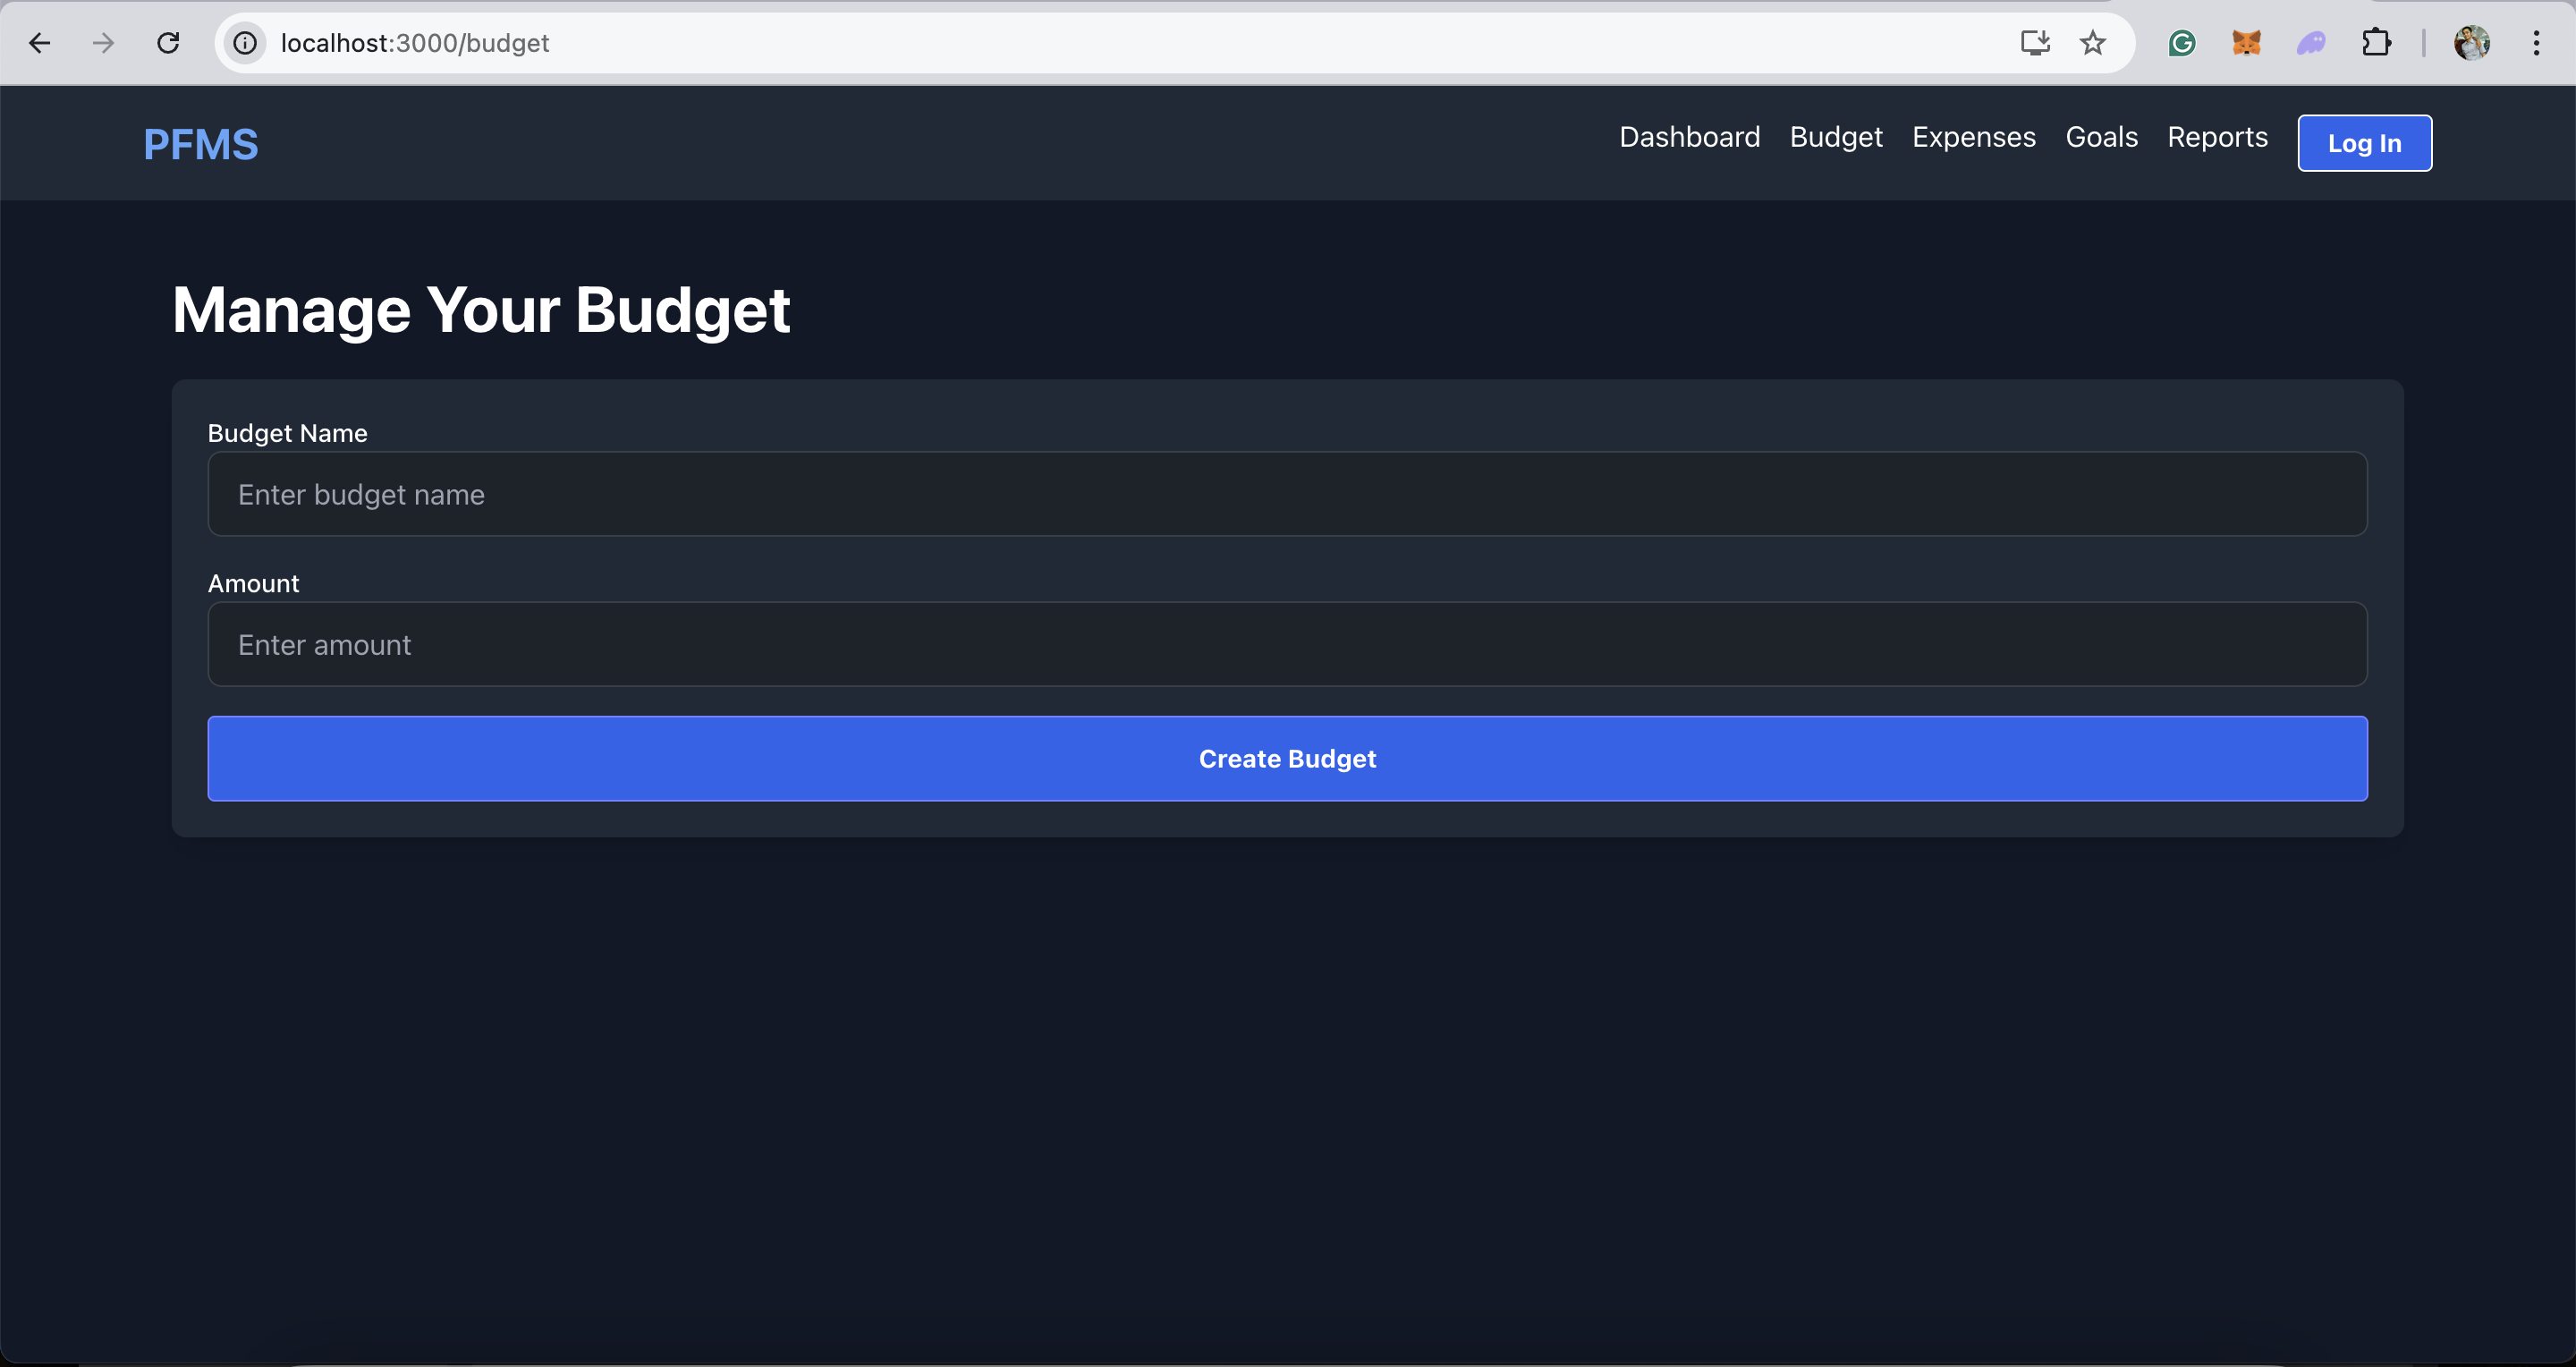 localhost:3000/budget
PFMS
Dashboard Budget Expenses Goals Reports Log In
Manage Your Budget
Budget Name
Enter budget name
Amount
Enter amount
Create Budget